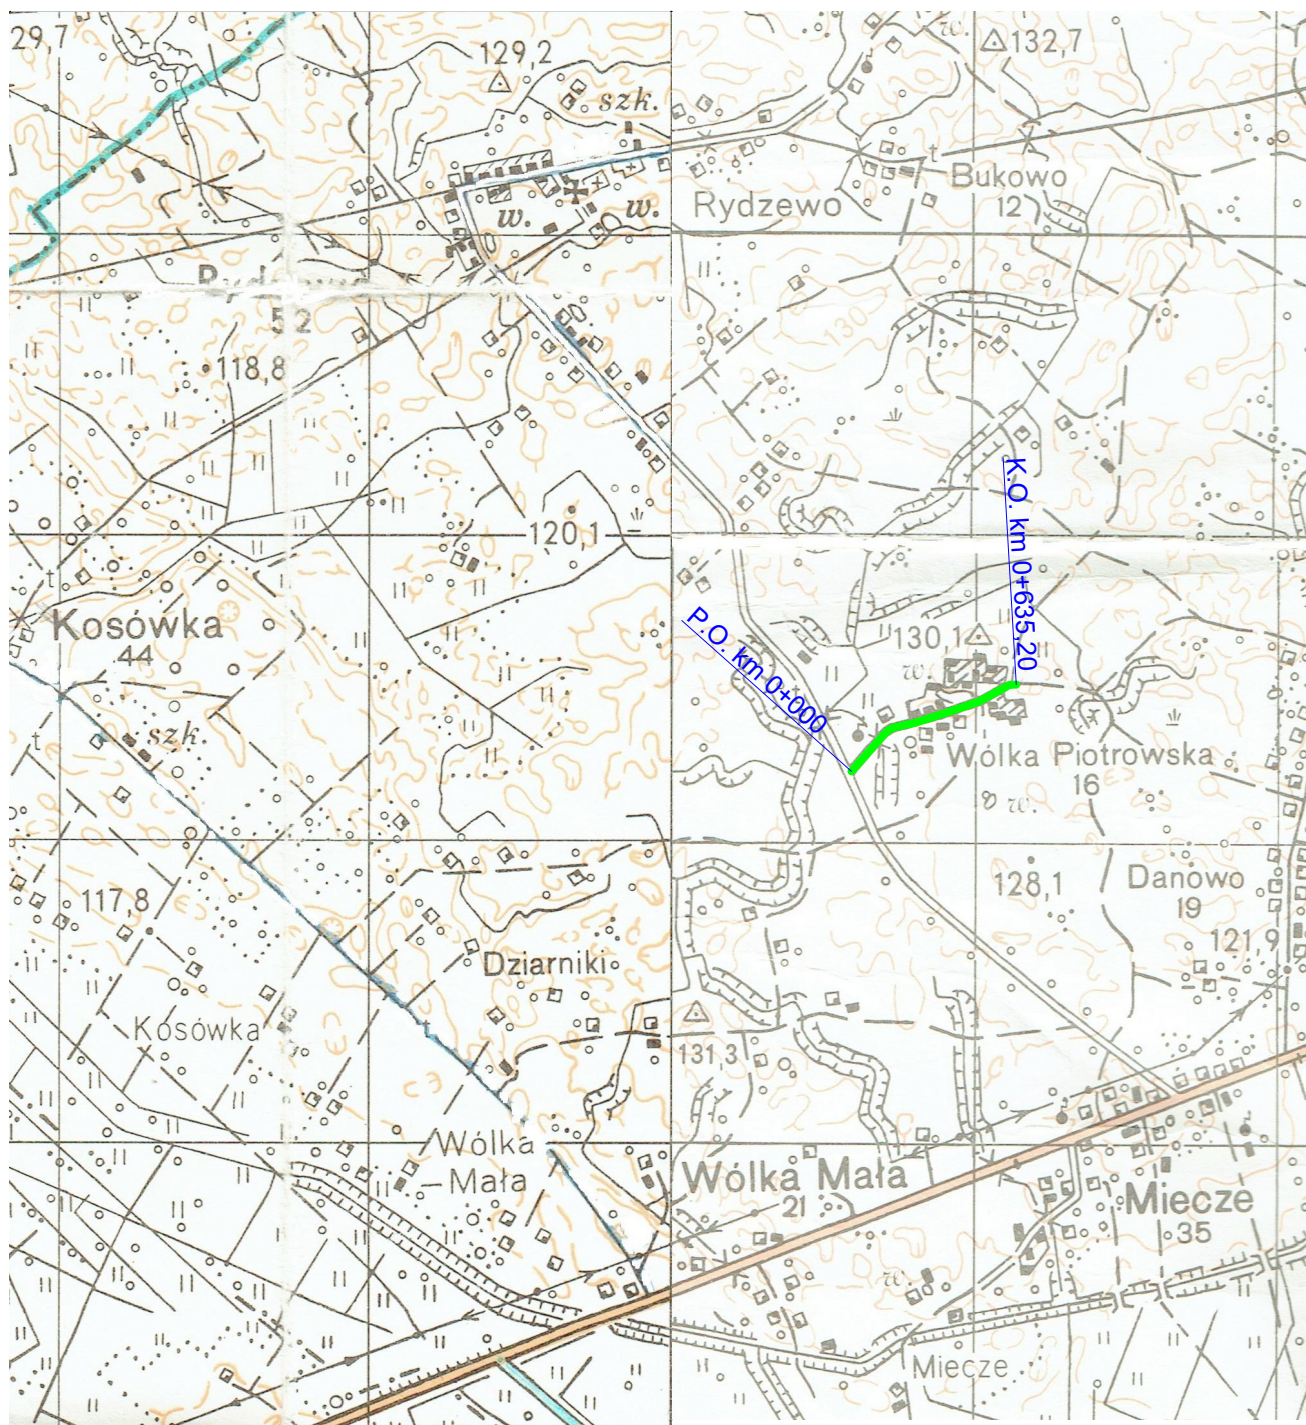 29,7
129,2
szk.
w.
132,7
t
Bukowo
12
Rydzewo
w.
w.
52
118,8
130
K.O. km 0+635,20
120,1
t
Kosówka
44
P.O. km 0+000
130,1
w.
szk.
t
Wólka Piotrowska
16
w.
117,8
128,1
Danowo
19
121,9
Dziarniki
Kosówka
131,3
Wólka
–Mała
Wólka Mała
21
Miecze
35
w.
Miecze